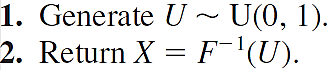 1. Generate U ~ U(0, 1).
2. Return X = F⁻¹(U).